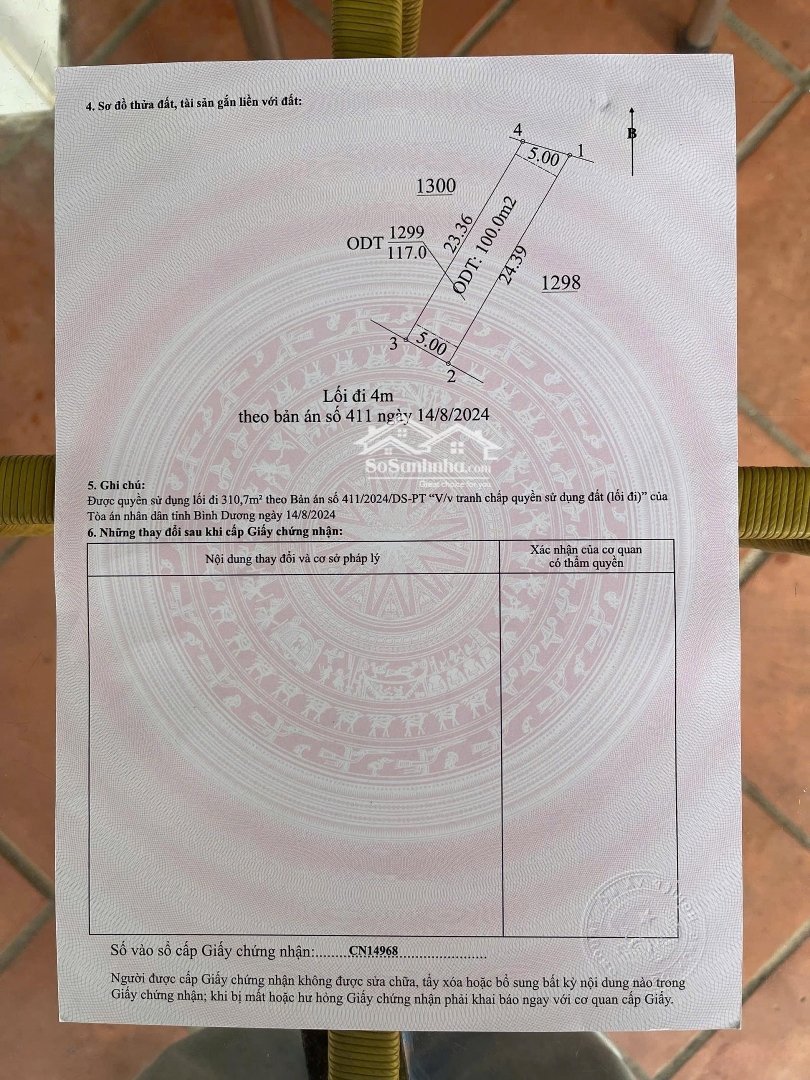 4. Sơ đồ thửa đất, tài sản gắn liền với đất:
B
4
1
5.00
1300
23.36
ODT: 100.0m2
24.39
ODT 1299
117.0
1298
3
5.00
2
Lối đi 4m
theo bản án số 411 ngày 14/8/2024
SoSanhnha.com
Great choice, for you
5. Ghi chú:
Được quyền sử dụng lối đi 310,7m² theo Bản án số 411/2024/DS-PT “V/v tranh chấp quyền sử dụng đất (lối đi)” của
Tòa án nhân dân tỉnh Bình Dương ngày 14/8/2024
6. Những thay đổi sau khi cấp Giấy chứng nhận:
Nội dung thay đổi và cơ sở pháp lý
Xác nhận của cơ quan
có thẩm quyền
Số vào sổ cấp Giấy chứng nhận:.........CN14968........................
Người được cấp Giấy chứng nhận không được sửa chữa, tẩy xóa hoặc bổ sung bất kỳ nội dung nào trong
Giấy chứng nhận; khi bị mất hoặc hư hỏng Giấy chứng nhận phải khai báo ngay với cơ quan cấp Giấy.